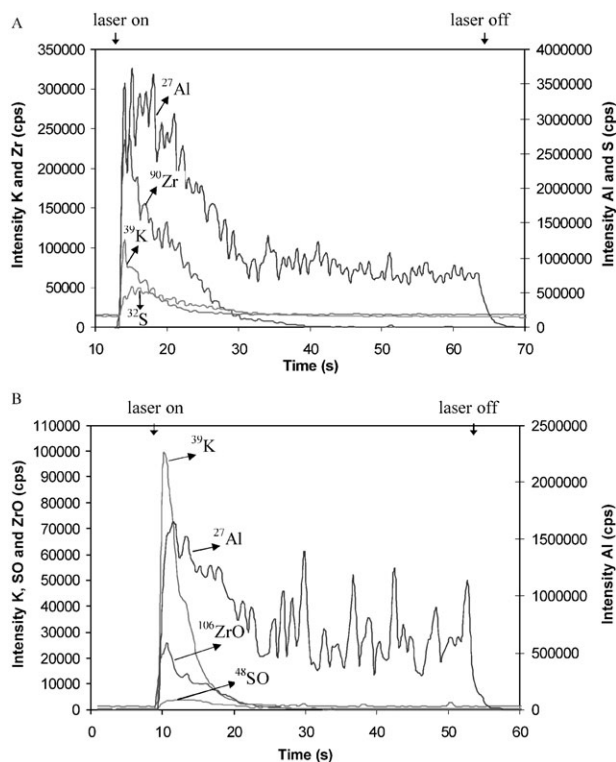 A
laser on
laser off
350000
300000
250000
200000
150000
100000
50000
0
Intensity K and Zr (cps)
4000000
3500000
3000000
2500000
2000000
1500000
1000000
500000
0
Intensity Al and S (cps)
27Al
90Zr
39K
32S
10 20 30 40 50 60 70
Time (s)
B
laser on
laser off
110000
100000
90000
80000
70000
60000
50000
40000
30000
20000
10000
0
Intensity K, SO and ZrO (cps)
2500000
2000000
1500000
1000000
500000
0
Intensity Al (cps)
39K
27Al
106ZrO
48SO
0 10 20 30 40 50 60
Time (s)